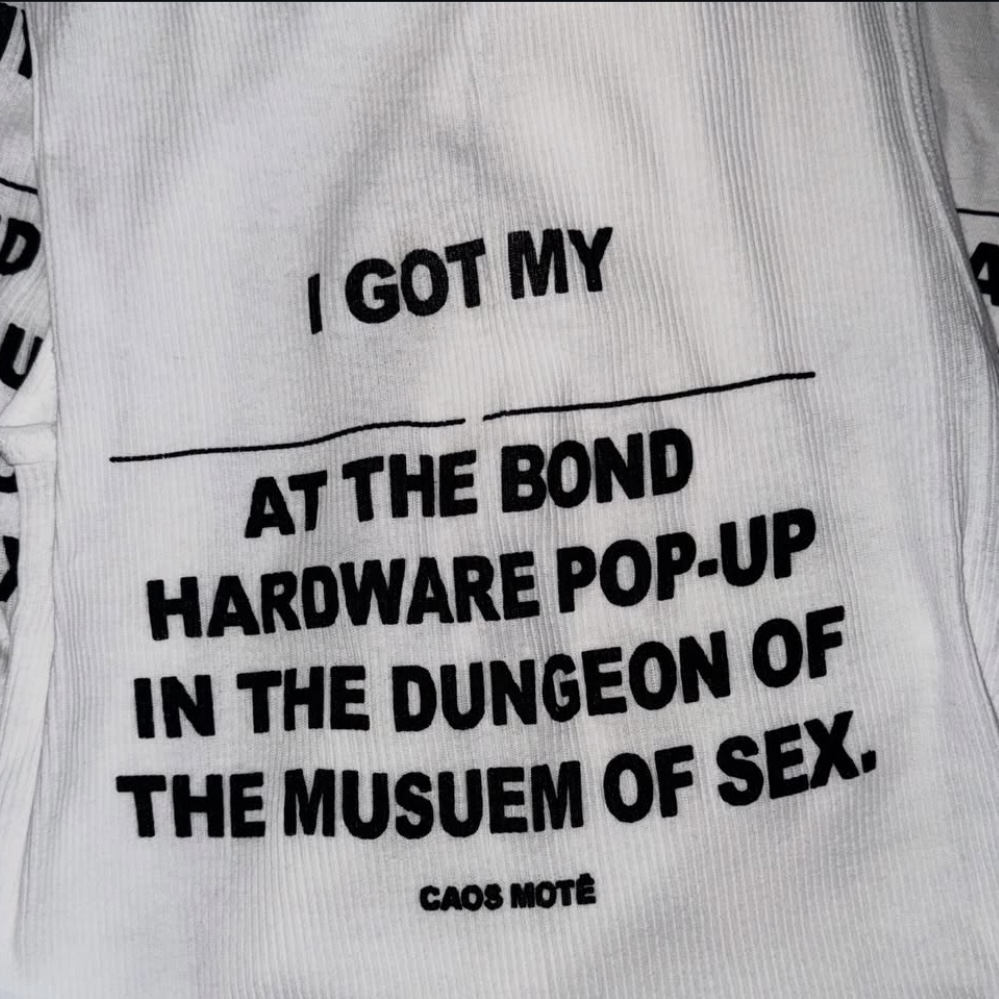 I GOT MY
AT THE BOND
HARDWARE POP-UP
IN THE DUNGEON OF
THE MUSUEM OF SEX.
CAOS MOTÉ